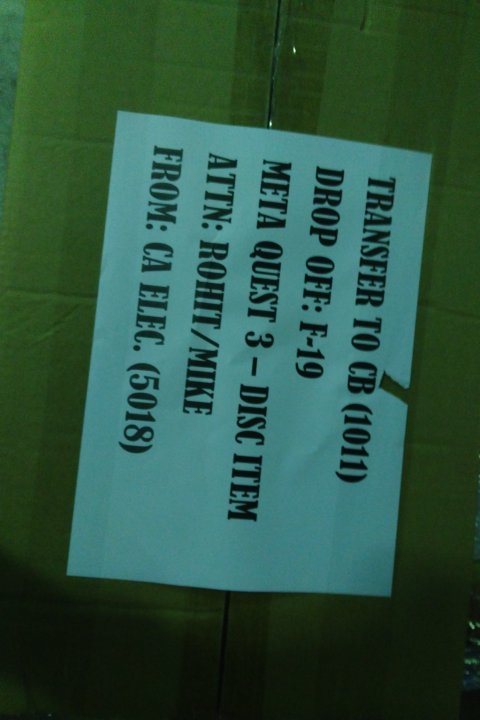 TRANSFER TO CB (1011)
DROP OFF: F-19
META QUEST 3 – DISC ITEM
ATTN: ROHIT/MIKE
FROM: CA ELEC. (5018)